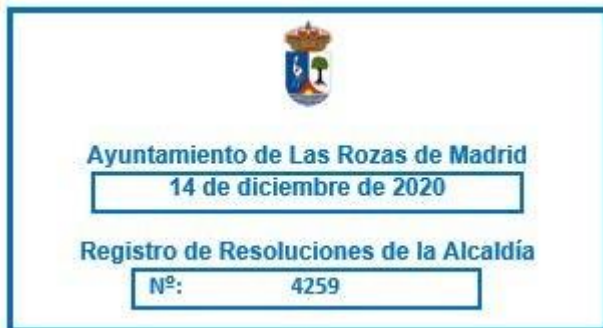 Ayuntamiento de Las Rozas de Madrid
14 de diciembre de 2020
Registro de Resoluciones de la Alcaldía
Nº: 4259